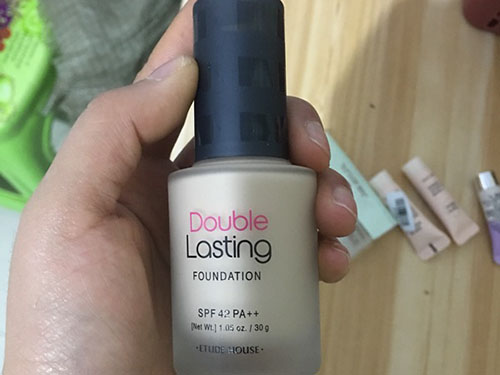 Double
Lasting
FOUNDATION
SPF 42 PA++
[Net Wt.] 1.05 oz. / 30 g
·ETUDE HOUSE·